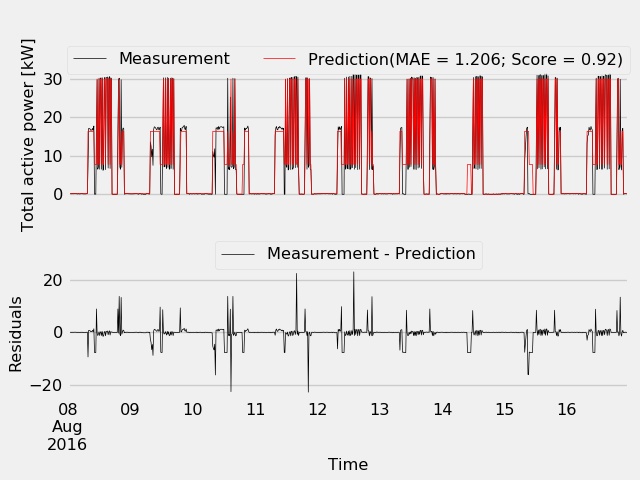 Measurement
Prediction(MAE = 1.206; Score = 0.92)
Total active power [kW]
30
20
10
0
Measurement - Prediction
Residuals
20
0
−20
08 09 10 11 12 13 14 15 16
Aug
2016
Time